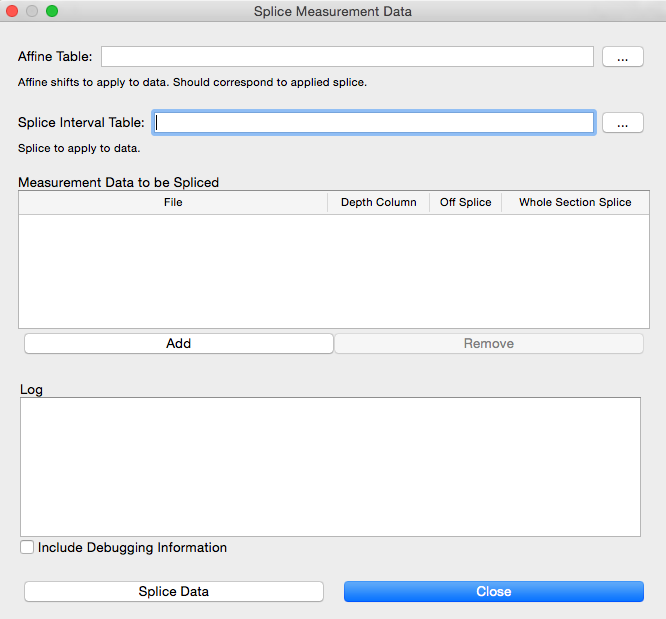 Splice Measurement Data
Affine Table:
...
Affine shifts to apply to data. Should correspond to applied splice.
Splice Interval Table:
...
Splice to apply to data.
Measurement Data to be Spliced
File Depth Column Off Splice Whole Section Splice
Add Remove
Log
Include Debugging Information
Splice Data Close